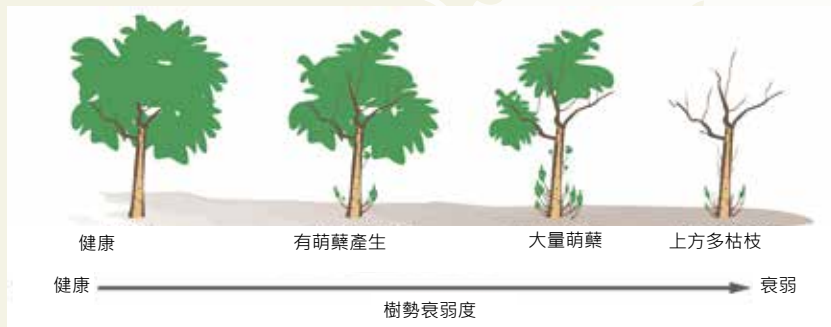 健康
有萌蘗產生
大量萌蘗
上方多枯枝
健康
衰弱
樹勢衰弱度